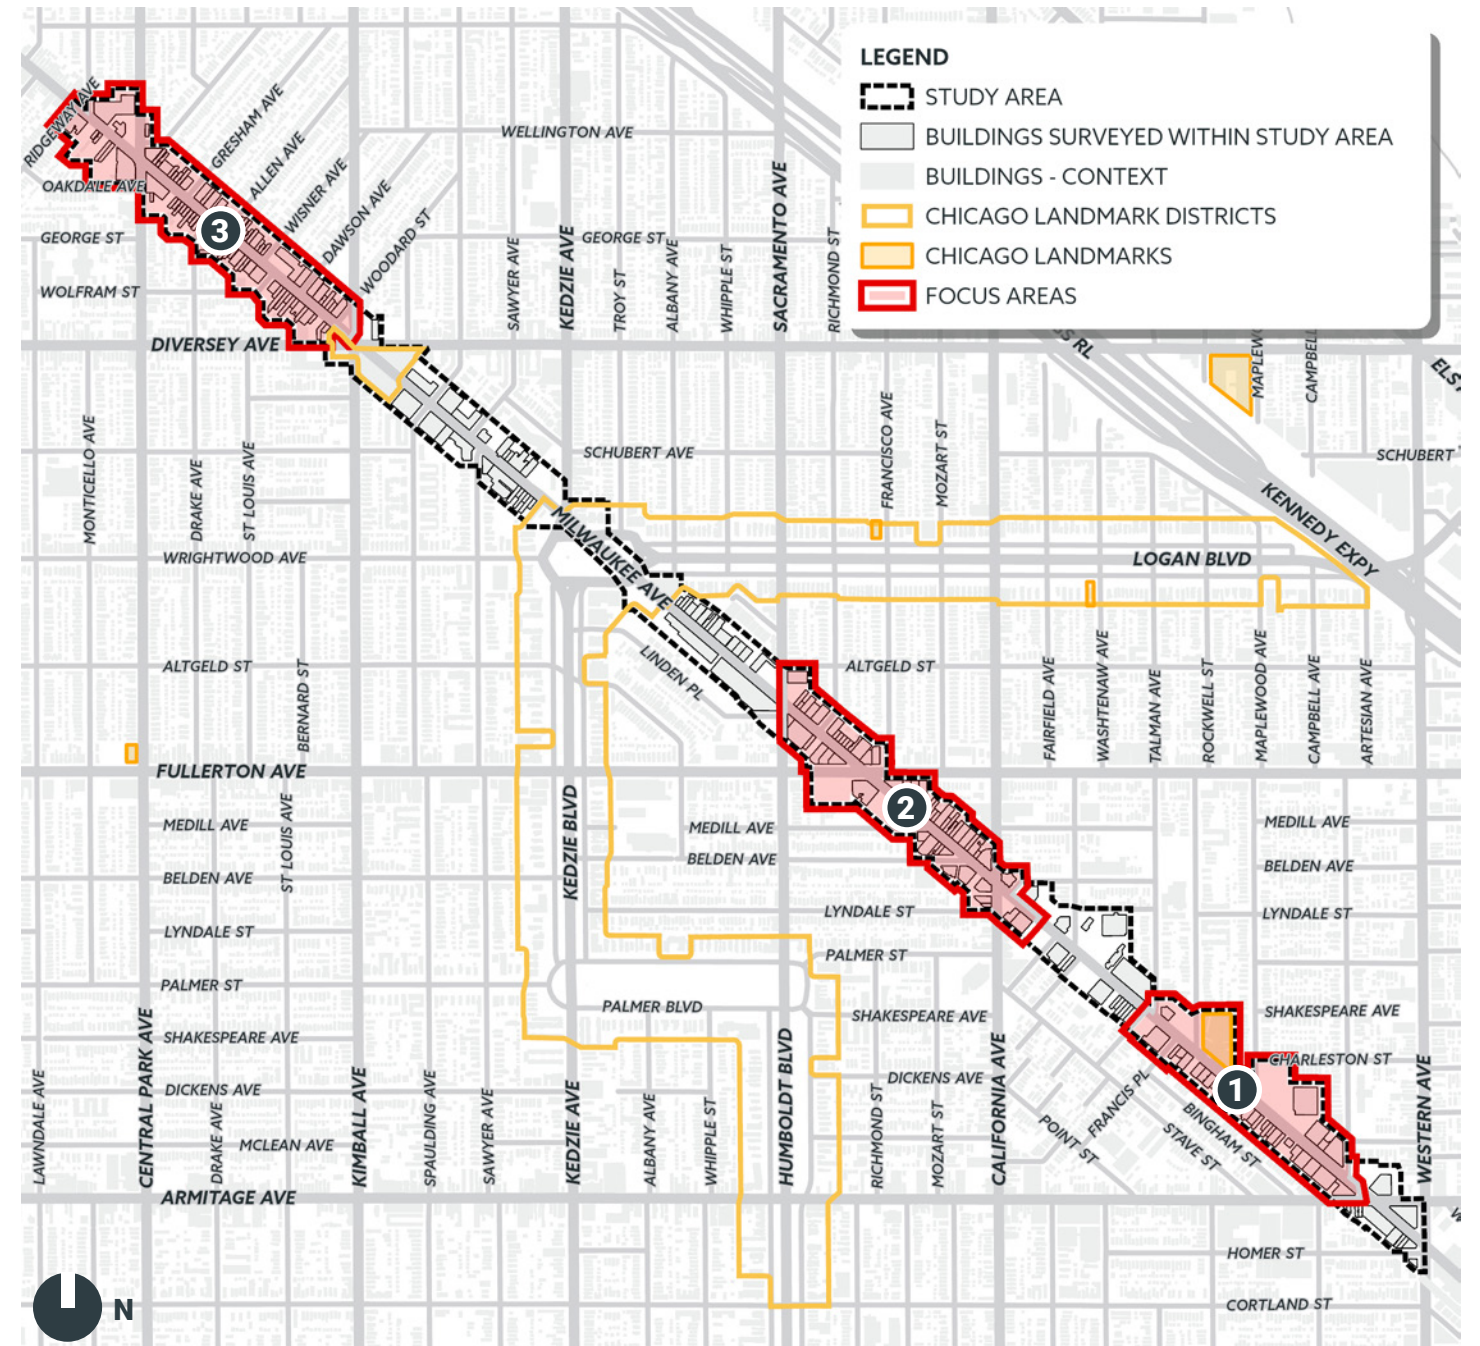 LEGEND
STUDY AREA
BUILDINGS SURVEYED WITHIN STUDY AREA
BUILDINGS - CONTEXT
CHICAGO LANDMARK DISTRICTS
CHICAGO LANDMARKS
FOCUS AREAS
RIDGEWAY AVE
GRESHAM AVE
ALLEN AVE
WISNER AVE
DAWSON AVE
WOODARD ST
WELLINGTON AVE
OAKDALE AVE
3
GEORGE ST
GEORGE ST
WOLFRAM ST
SAWYER AVE
KEDZIE AVE
TROY ST
ALBANY AVE
WHIPPLE ST
SACRAMENTO AVE
RICHMOND ST
DIVERSEY AVE
RL
CAMPBELL
MONTICELLO AVE
DRAKE AVE
ST LOUIS AVE
SCHUBERT AVE
FRANCISCO AVE
MOZART ST
SCHUBERT
KENNEDY EXPY
MILWAUKEE AVE
WRIGHTWOOD AVE
LOGAN BLVD
ALTGELD ST
BERNARD ST
LINDEN PL
ALTGELD ST
FAIRFIELD AVE
WASHTENAW AVE
TALMAN AVE
ROCKWELL ST
MAPLEWOOD AVE
CAMPBELL AVE
ARTESIAN AVE
FULLERTON AVE
2
MEDILL AVE
ST LOUIS AVE
KEDZIE BLVD
MEDILL AVE
MEDILL AVE
BELDEN AVE
BELDEN AVE
BELDEN AVE
LYNDALE ST
LYNDALE ST
LYNDALE ST
PALMER ST
PALMER ST
PALMER BLVD
SHAKESPEARE AVE
SHAKESPEARE AVE
SHAKESPEARE AVE
CHARLESTON ST
CENTRAL PARK AVE
HUMBOLDT BLVD
CALIFORNIA AVE
WESTERN AVE
1
DICKENS AVE
DICKENS AVE
LAWNDALE AVE
DRAKE AVE
MCLEAN AVE
KIMBALL AVE
SPAULDING AVE
SAWYER AVE
KEDZIE AVE
ALBANY AVE
WHIPPLE ST
RICHMOND ST
MOZART ST
POINT ST
FRANCIS PL
BINGHAM ST
STAVE ST
ARMITAGE AVE
HOMER ST
CORTLAND ST
N